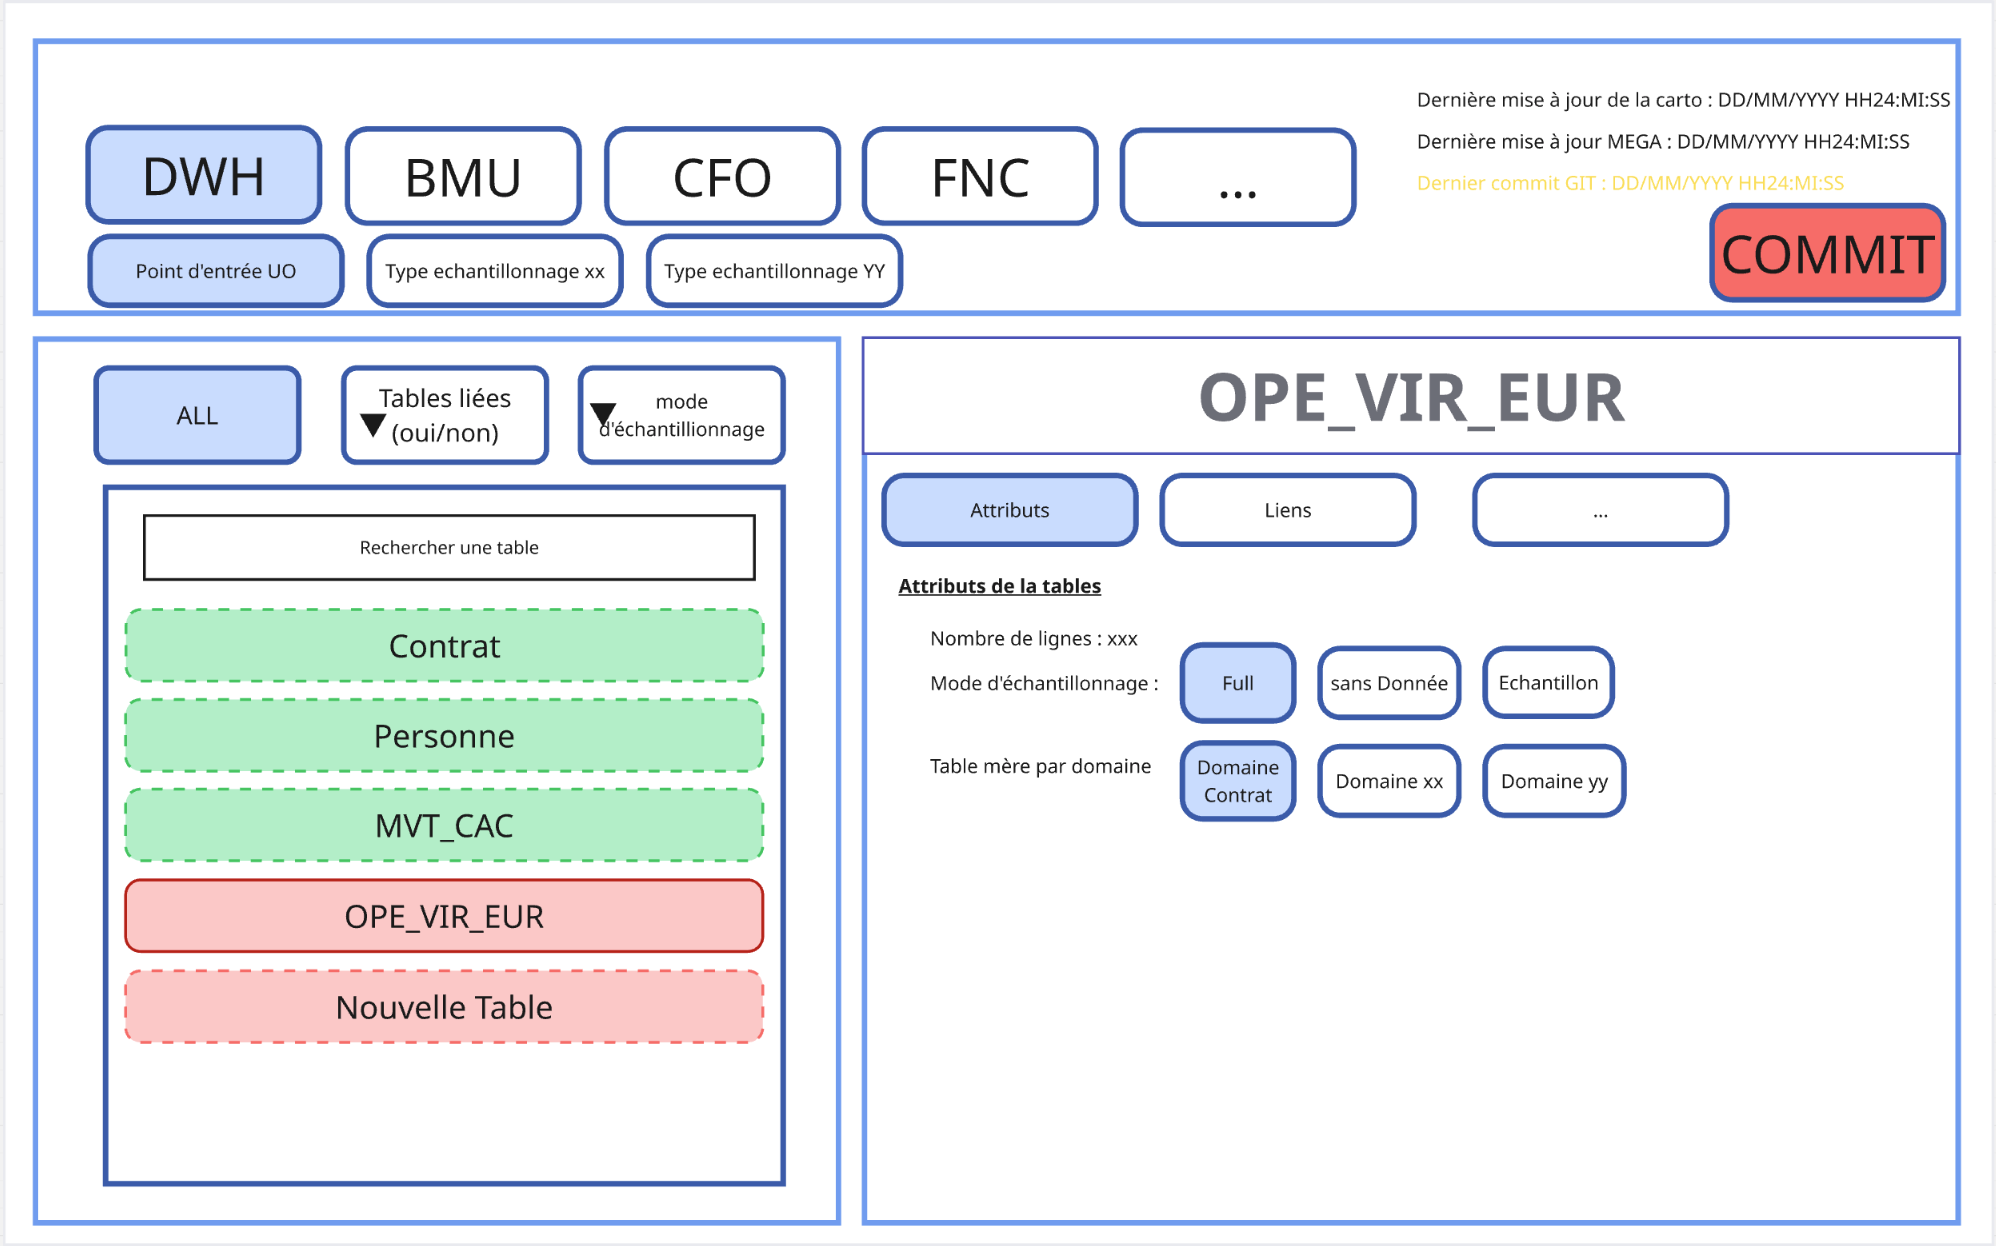 Dernière mise à jour de la carto : DD/MM/YYYY HH24:MI:SS
Dernière mise à jour MEGA : DD/MM/YYYY HH24:MI:SS
Dernier commit GIT : DD/MM/YYYY HH24:MI:SS
DWH
BMU
CFO
FNC
...
COMMIT
Point d'entrée UO
Type echantillonnage xx
Type echantillonnage YY
ALL
Tables liées
(oui/non)
mode
d'échantillionnage
Rechercher une table
Contrat
Personne
MVT_CAC
OPE_VIR_EUR
Nouvelle Table
OPE_VIR_EUR
Attributs
Liens
...
Attributs de la tables
Nombre de lignes : xxx
Mode d'échantillonnage :
Full
sans Donnée
Echantillon
Table mère par domaine
Domaine
Contrat
Domaine xx
Domaine yy